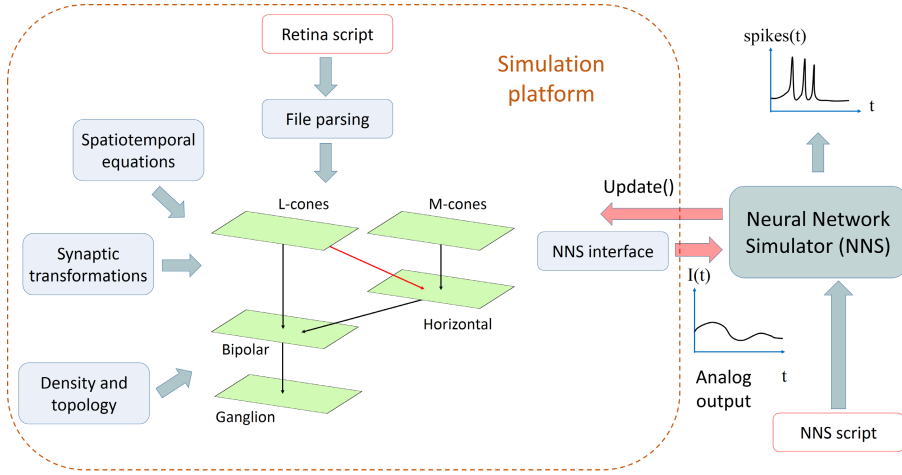 Retina script
Simulation
platform
File parsing
Spatiotemporal
equations
L-cones
M-cones
Synaptic
transformations
Horizontal
Bipolar
Density and
topology
Ganglion
spikes(t)
t
Update()
NNS interface
Neural Network
Simulator (NNS)
I(t)
t
Analog
output
NNS script